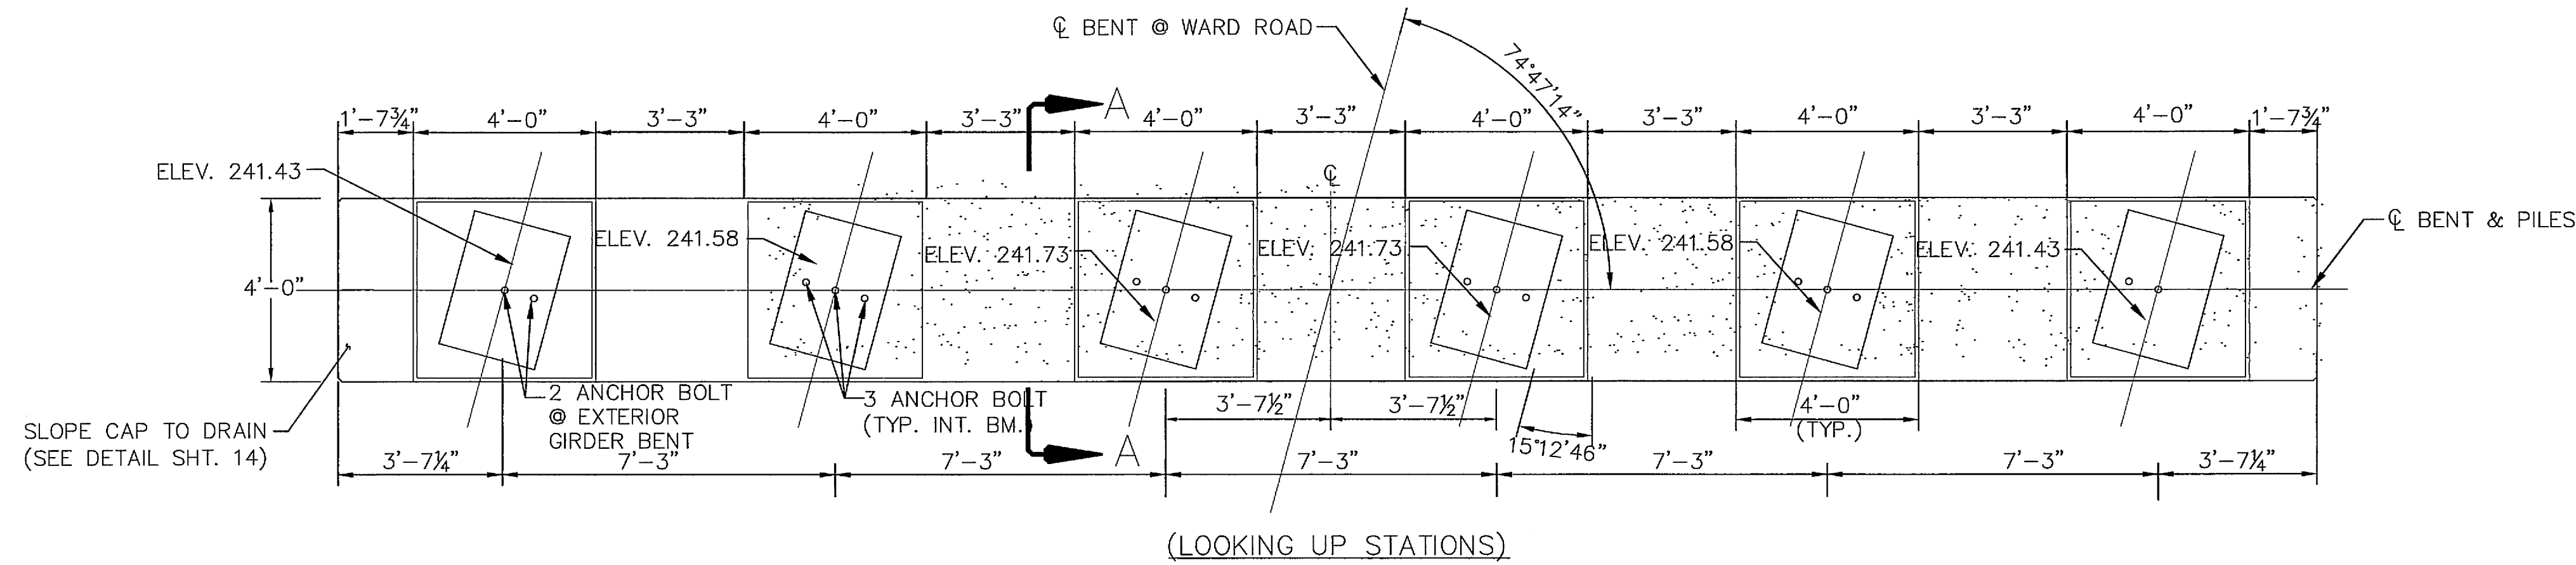 ℄ BENT @ WARD ROAD
74°47'14"
A
1'-7¾"
4'-0"
3'-3"
4'-0"
3'-3"
4'-0"
3'-3"
4'-0"
3'-3"
4'-0"
3'-3"
4'-0"
1'-7¾"
ELEV. 241.43
℄
℄ BENT & PILES
ELEV. 241.58
ELEV. 241.73
ELEV. 241.73
ELEV. 241.58
ELEV. 241.43
4'-0"
2 ANCHOR BOLT
@ EXTERIOR
GIRDER BENT
3 ANCHOR BOLT
(TYP. INT. BM.)
3'-7½"
3'-7½"
4'-0"
(TYP.)
15°12'46"
A
SLOPE CAP TO DRAIN
(SEE DETAIL SHT. 14)
3'-7¼"
7'-3"
7'-3"
7'-3"
7'-3"
7'-3"
3'-7¼"
(LOOKING UP STATIONS)